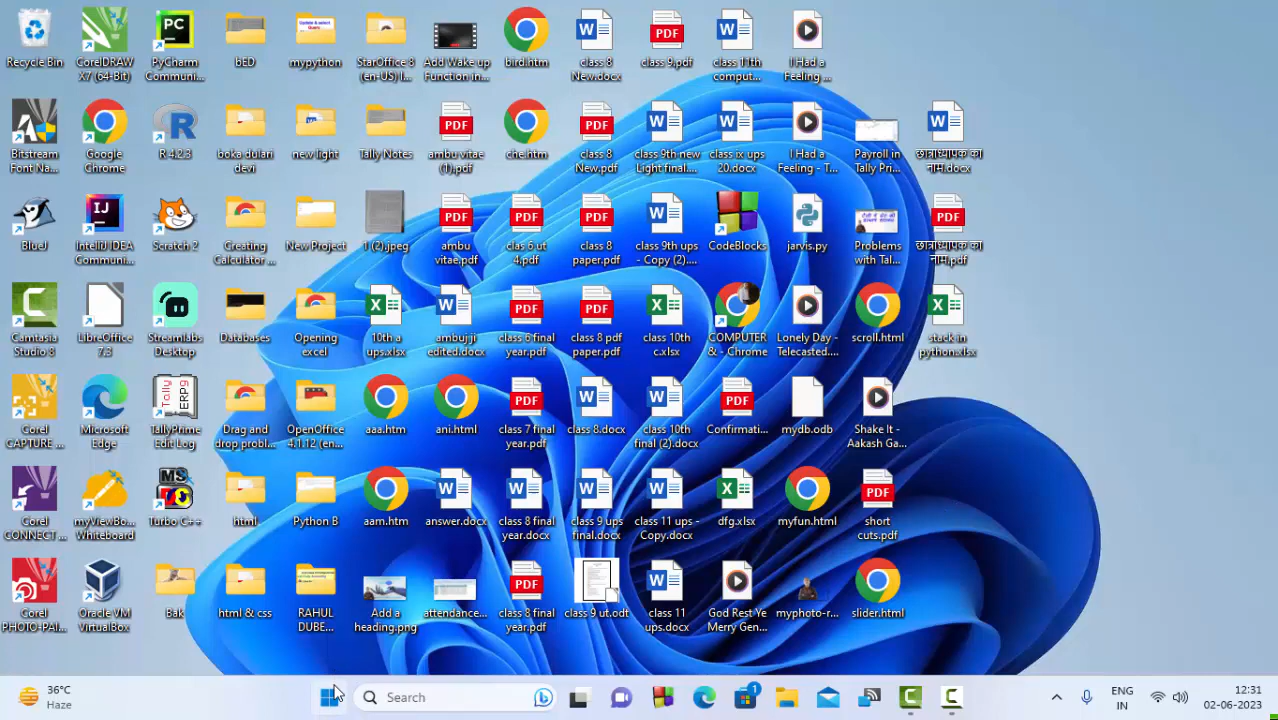 Recycle Bin
CorelDRAW
X7 (64-Bit)
PyCharm
Communi...
bED
mypython
StarOffice 8
(en-US) I...
Add Wake up
Function in...
bird.htm
class 8
New.docx
class 9.pdf
class 11th
comput...
I Had a
Feeling ...
Bitstream
Font Na...
Google
Chrome
R 4.2.3
boka dulari
devi
new light
Tally Notes
ambu vitae
(1).pdf
che.htm
class 8
New.pdf
class 9th new
Light final....
class ix ups
20.docx
I Had a
Feeling - T...
Payroll in
Tally Pri...
छात्राध्यापक का
नाम.docx
BlueJ
IntelliJ IDEA
Communi...
Scratch 2
Creating
Calculator ...
New Project
1 (2).jpeg
ambu
vitae.pdf
clas 6 ut
4.pdf
class 8
paper.pdf
class 9th ups
- Copy (2)....
CodeBlocks
jarvis.py
Problems
with Tal...
छात्राध्यापक का
नाम.pdf
Camtasia
Studio 8
LibreOffice
7.3
Streamlabs
Desktop
Databases
Opening
excel
10th a
ups.xlsx
ambuj ji
edited.docx
class 6 final
year.pdf
class 8 pdf
paper.pdf
class 10th
c.xlsx
COMPUTER
& - Chrome
Lonely Day -
Telecasted....
scroll.html
stack in
python.xlsx
Corel
CAPTURE ...
Microsoft
Edge
TallyPrime
Edit Log
Drag and
drop probl...
OpenOffice
4.1.12 (en...
aaa.htm
ani.html
class 7 final
year.pdf
class 8.docx
class 10th
final (2).docx
Confirmati...
mydb.odb
Shake It -
Aakash Ga...
Corel
CONNECT ...
myViewBo...
Whiteboard
Turbo C++
html
Python B
aam.htm
answer.docx
class 8 final
year.docx
class 9 ups
final.docx
class 11 ups -
Copy.docx
dfg.xlsx
myfun.html
short
cuts.pdf
Corel
PHOTO-PAI...
Oracle VM
VirtualBox
Bak
html & css
RAHUL
DUBE...
Add a
heading.png
attendance...
class 8 final
year.pdf
class 9 ut.odt
class 11
ups.docx
God Rest Ye
Merry Gen...
myphoto-r...
slider.html
36°C
Haze
Search
1
ENG
IN
12:31
02-06-2023